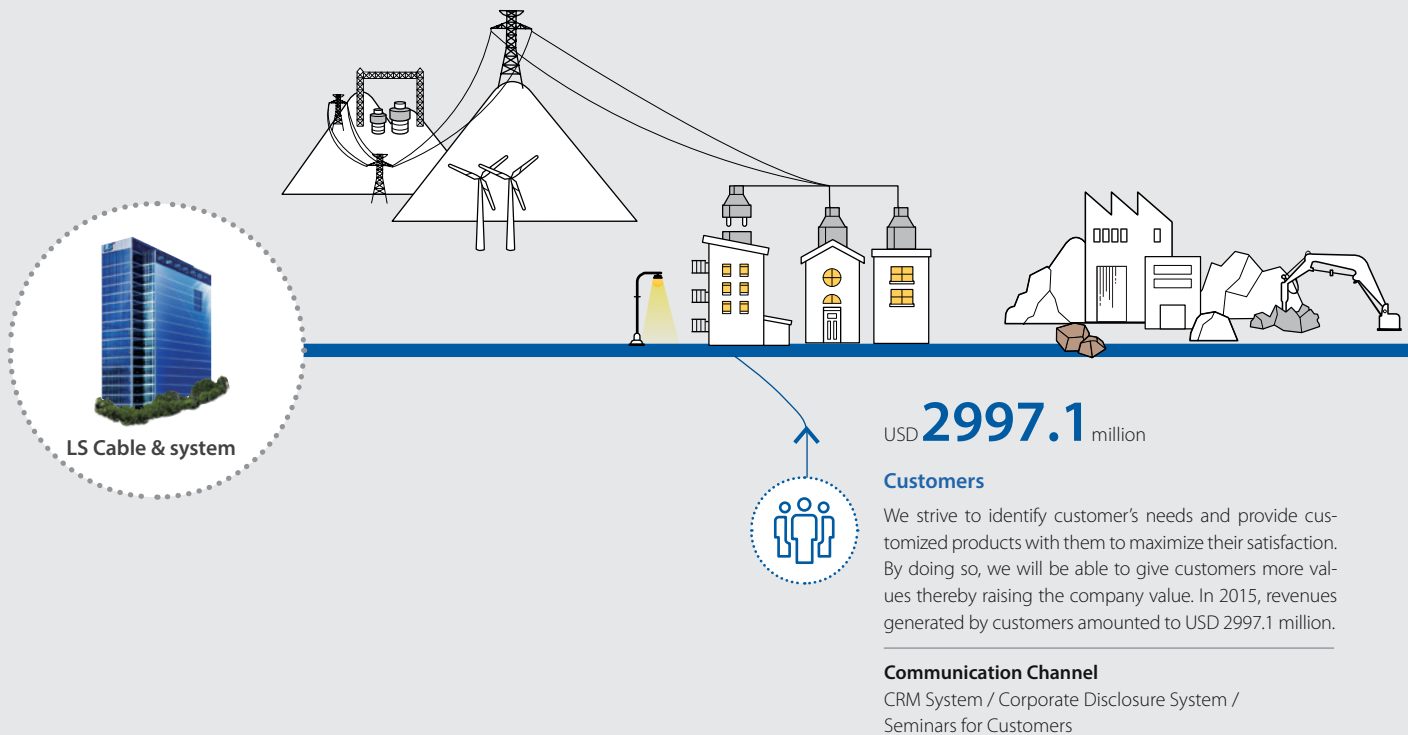 LS Cable & system
USD 2997.1 million
Customers
We strive to identify customer's needs and provide cus-
tomized products with them to maximize their satisfaction.
By doing so, we will be able to give customers more val-
ues thereby raising the company value. In 2015, revenues
generated by customers amounted to USD 2997.1 million.
Communication Channel
CRM System / Corporate Disclosure System /
Seminars for Customers